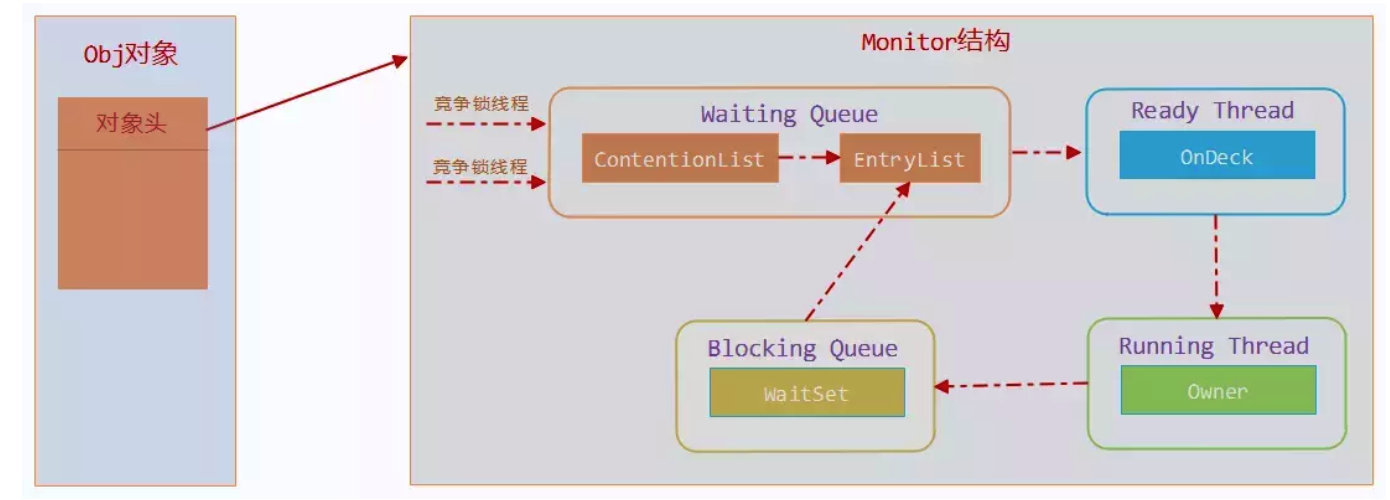 Obj对象
对象头
Monitor结构
竞争锁线程
竞争锁线程
Waiting Queue
ContentionList
EntryList
Ready Thread
OnDeck
Blocking Queue
WaitSet
Running Thread
Owner